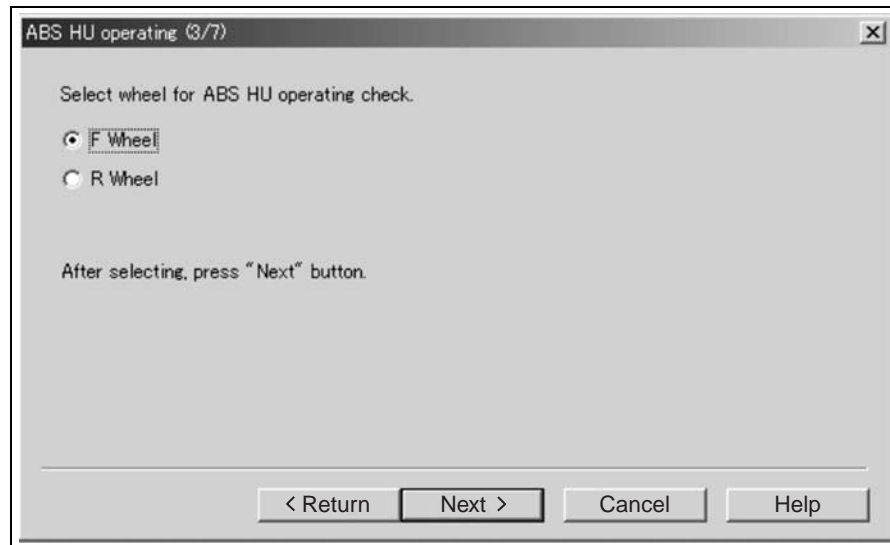 ABS HU operating (3/7)
Select wheel for ABS HU operating check.
F Wheel
R Wheel
After selecting, press "Next" button.
< Return Next > Cancel Help